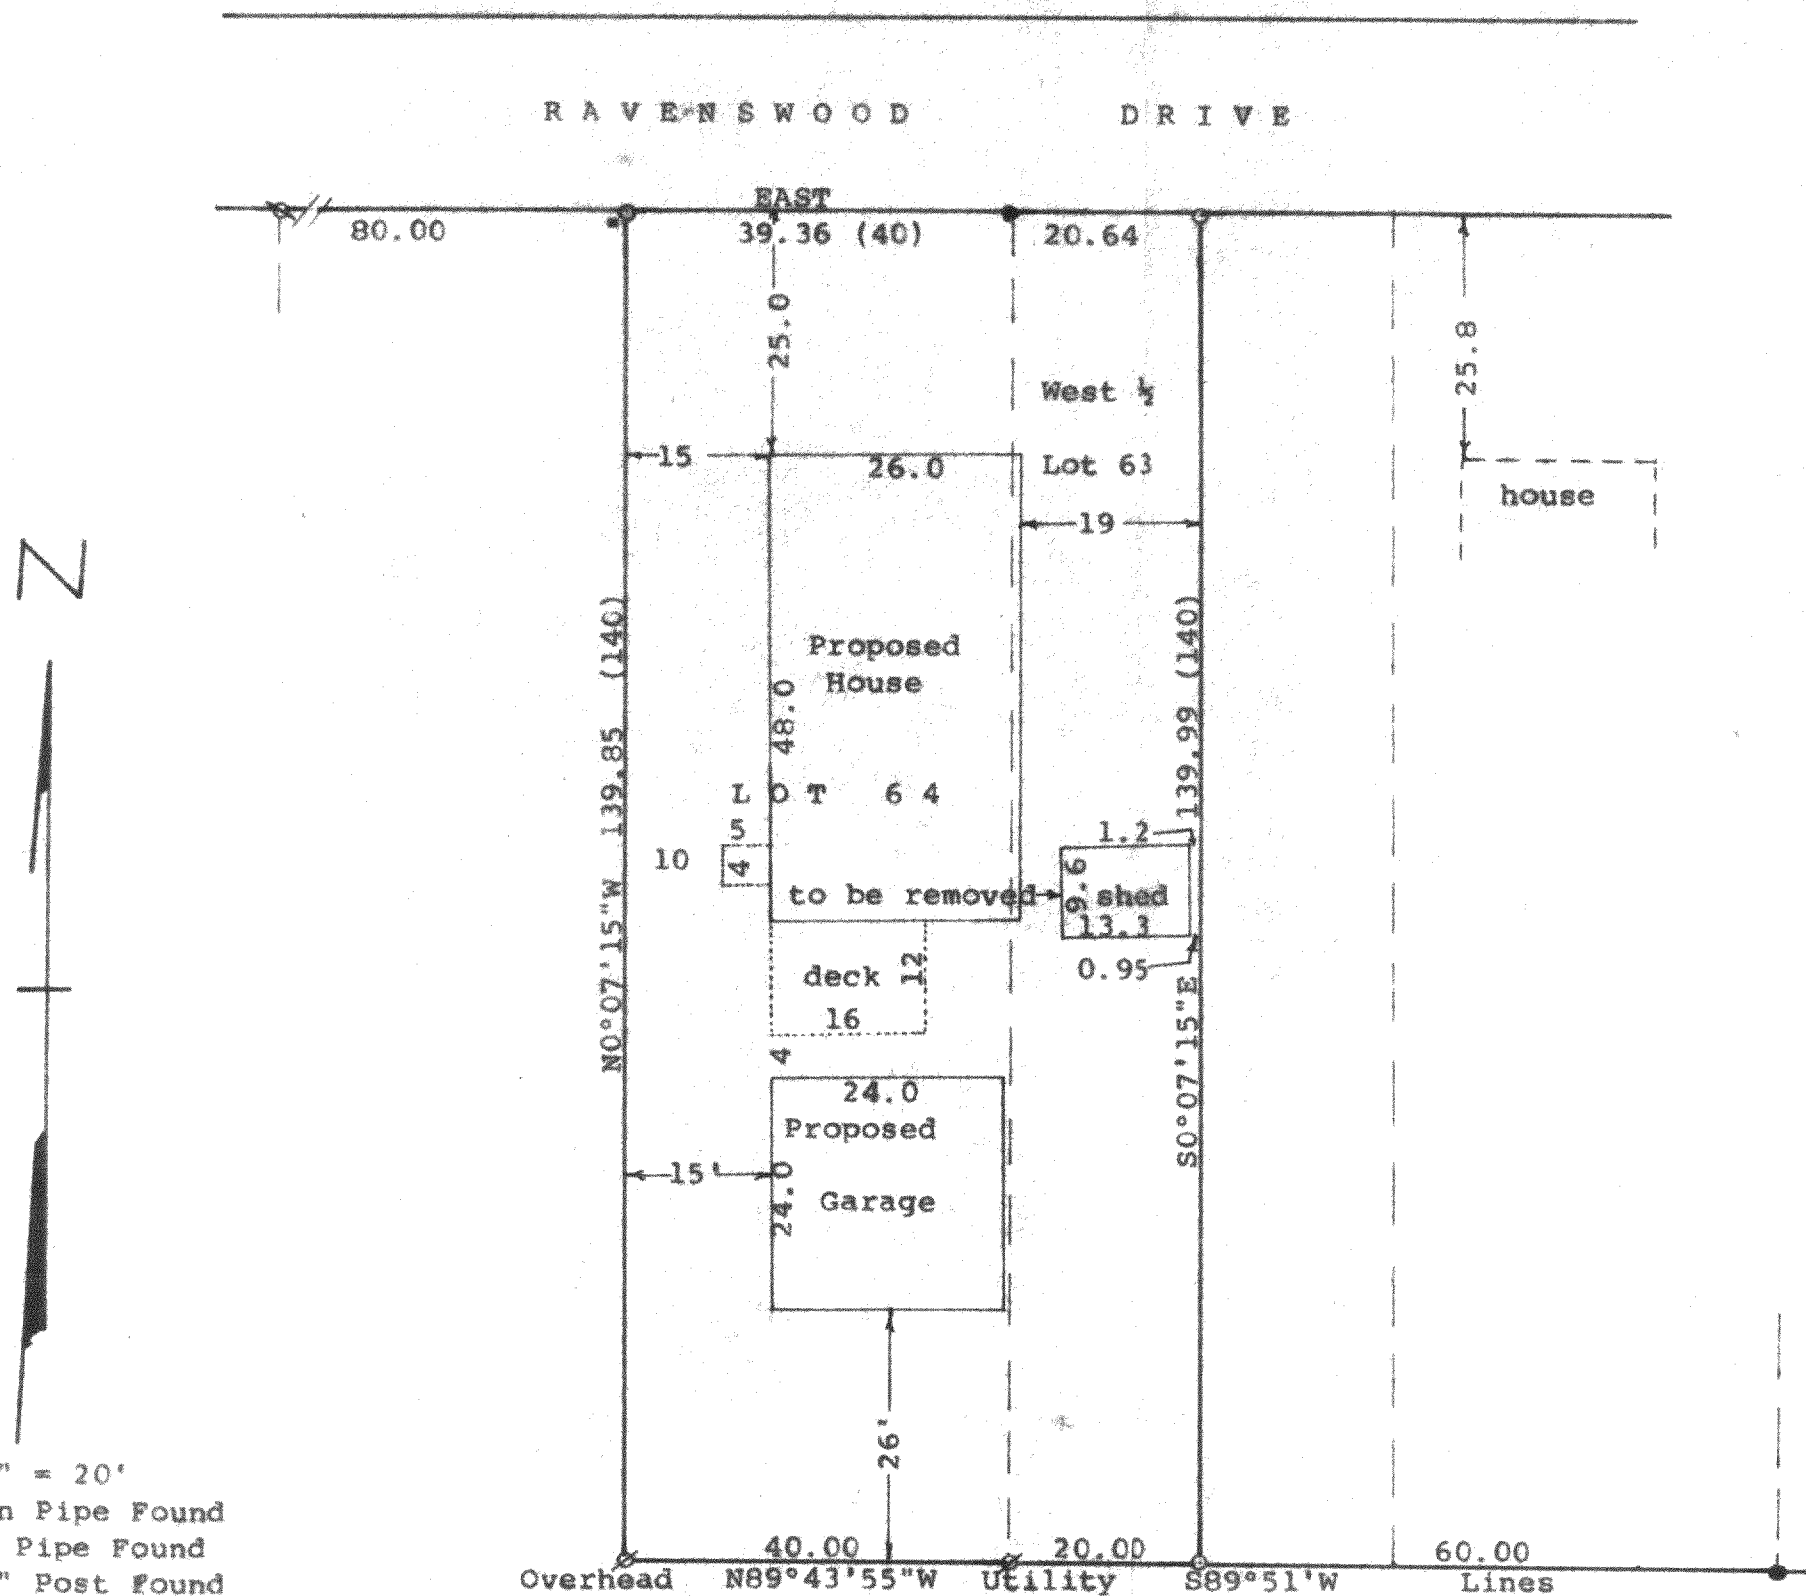 RAVENSWOOD DRIVE
EAST
80.00
39.36 (40)
20.64
25.0
25.8
West ½
15
26.0
Lot 63
house
19
N
Proposed
House
48.0
N0°07'15"W 139.85 (140)
S0°07'15"E 139.99 (140)
LOT 64
5
10
4
1.2
to be removed
9.6
shed
13.3
0.95
deck
12
16
4
24.0
Proposed
15'
24.0
Garage
26'
" = 20'
n Pipe Found
Pipe Found
" Post Found
40.00
20.00
60.00
Overhead N89°43'55"W Utility S89°51'W Lines